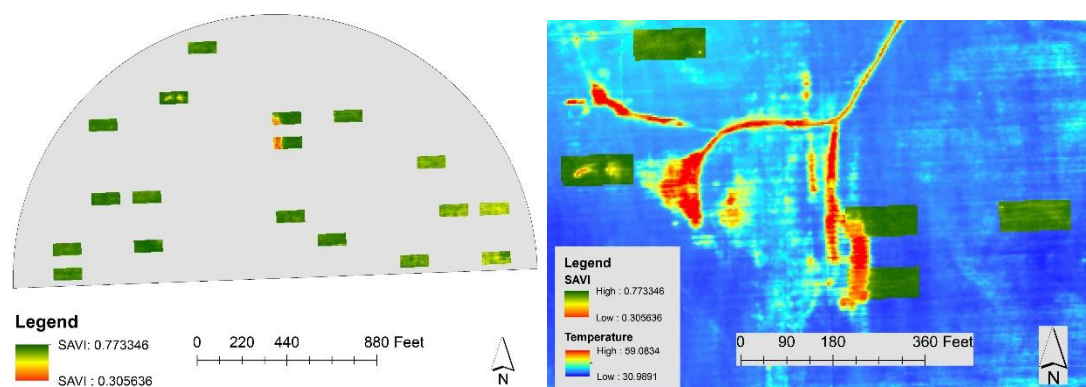 Legend
SAVI: 0.773346
SAVI : 0.305636
0 220 440 880 Feet
N
Legend
SAVI
High : 0.773346
Low : 0.305636
Temperature
High : 59.0834
Low : 30.9891
0 90 180 360 Feet
N